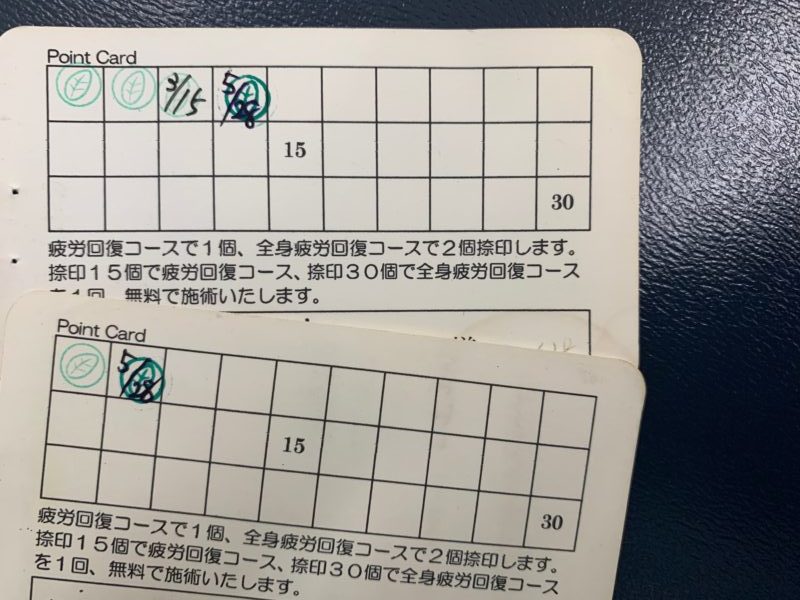 Point Card
3/15 5/28
15
30
疲労回復コースで1個、全身疲労回復コースで2個捺印します。
捺印15個で疲労回復コース、捺印30個で全身疲労回復コース
を1回、無料で施術いたします。
Point Card
5/28
15
30
疲労回復コースで1個、全身疲労回復コースで2個捺印します。
捺印15個で疲労回復コース、捺印30個で全身疲労回復コース
を1回、無料で施術いたします。